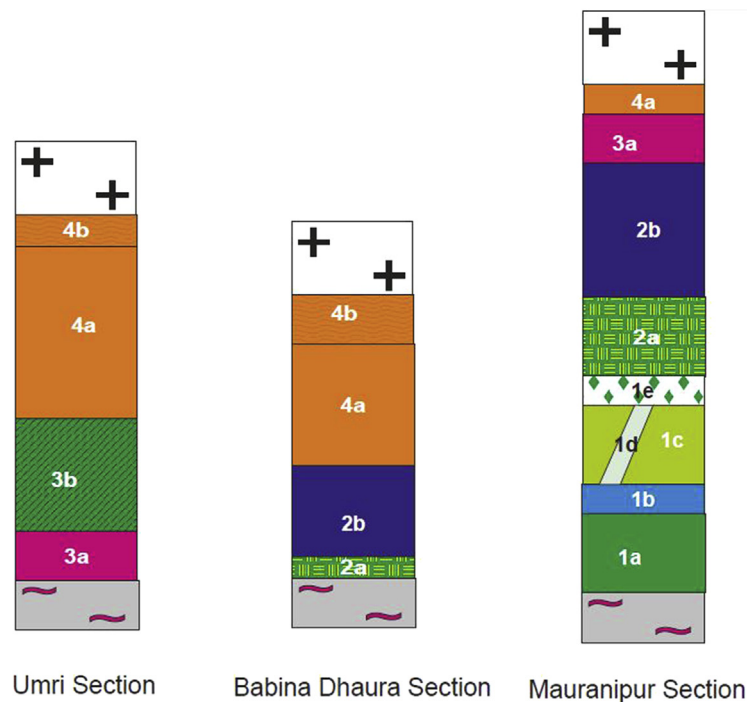 4b
4a
3b
3a
Umri Section
4b
4a
2b
2a
Babina Dhaura Section
4a
3a
2b
2a
1e
1d 1c
1b
1a
Mauranipur Section